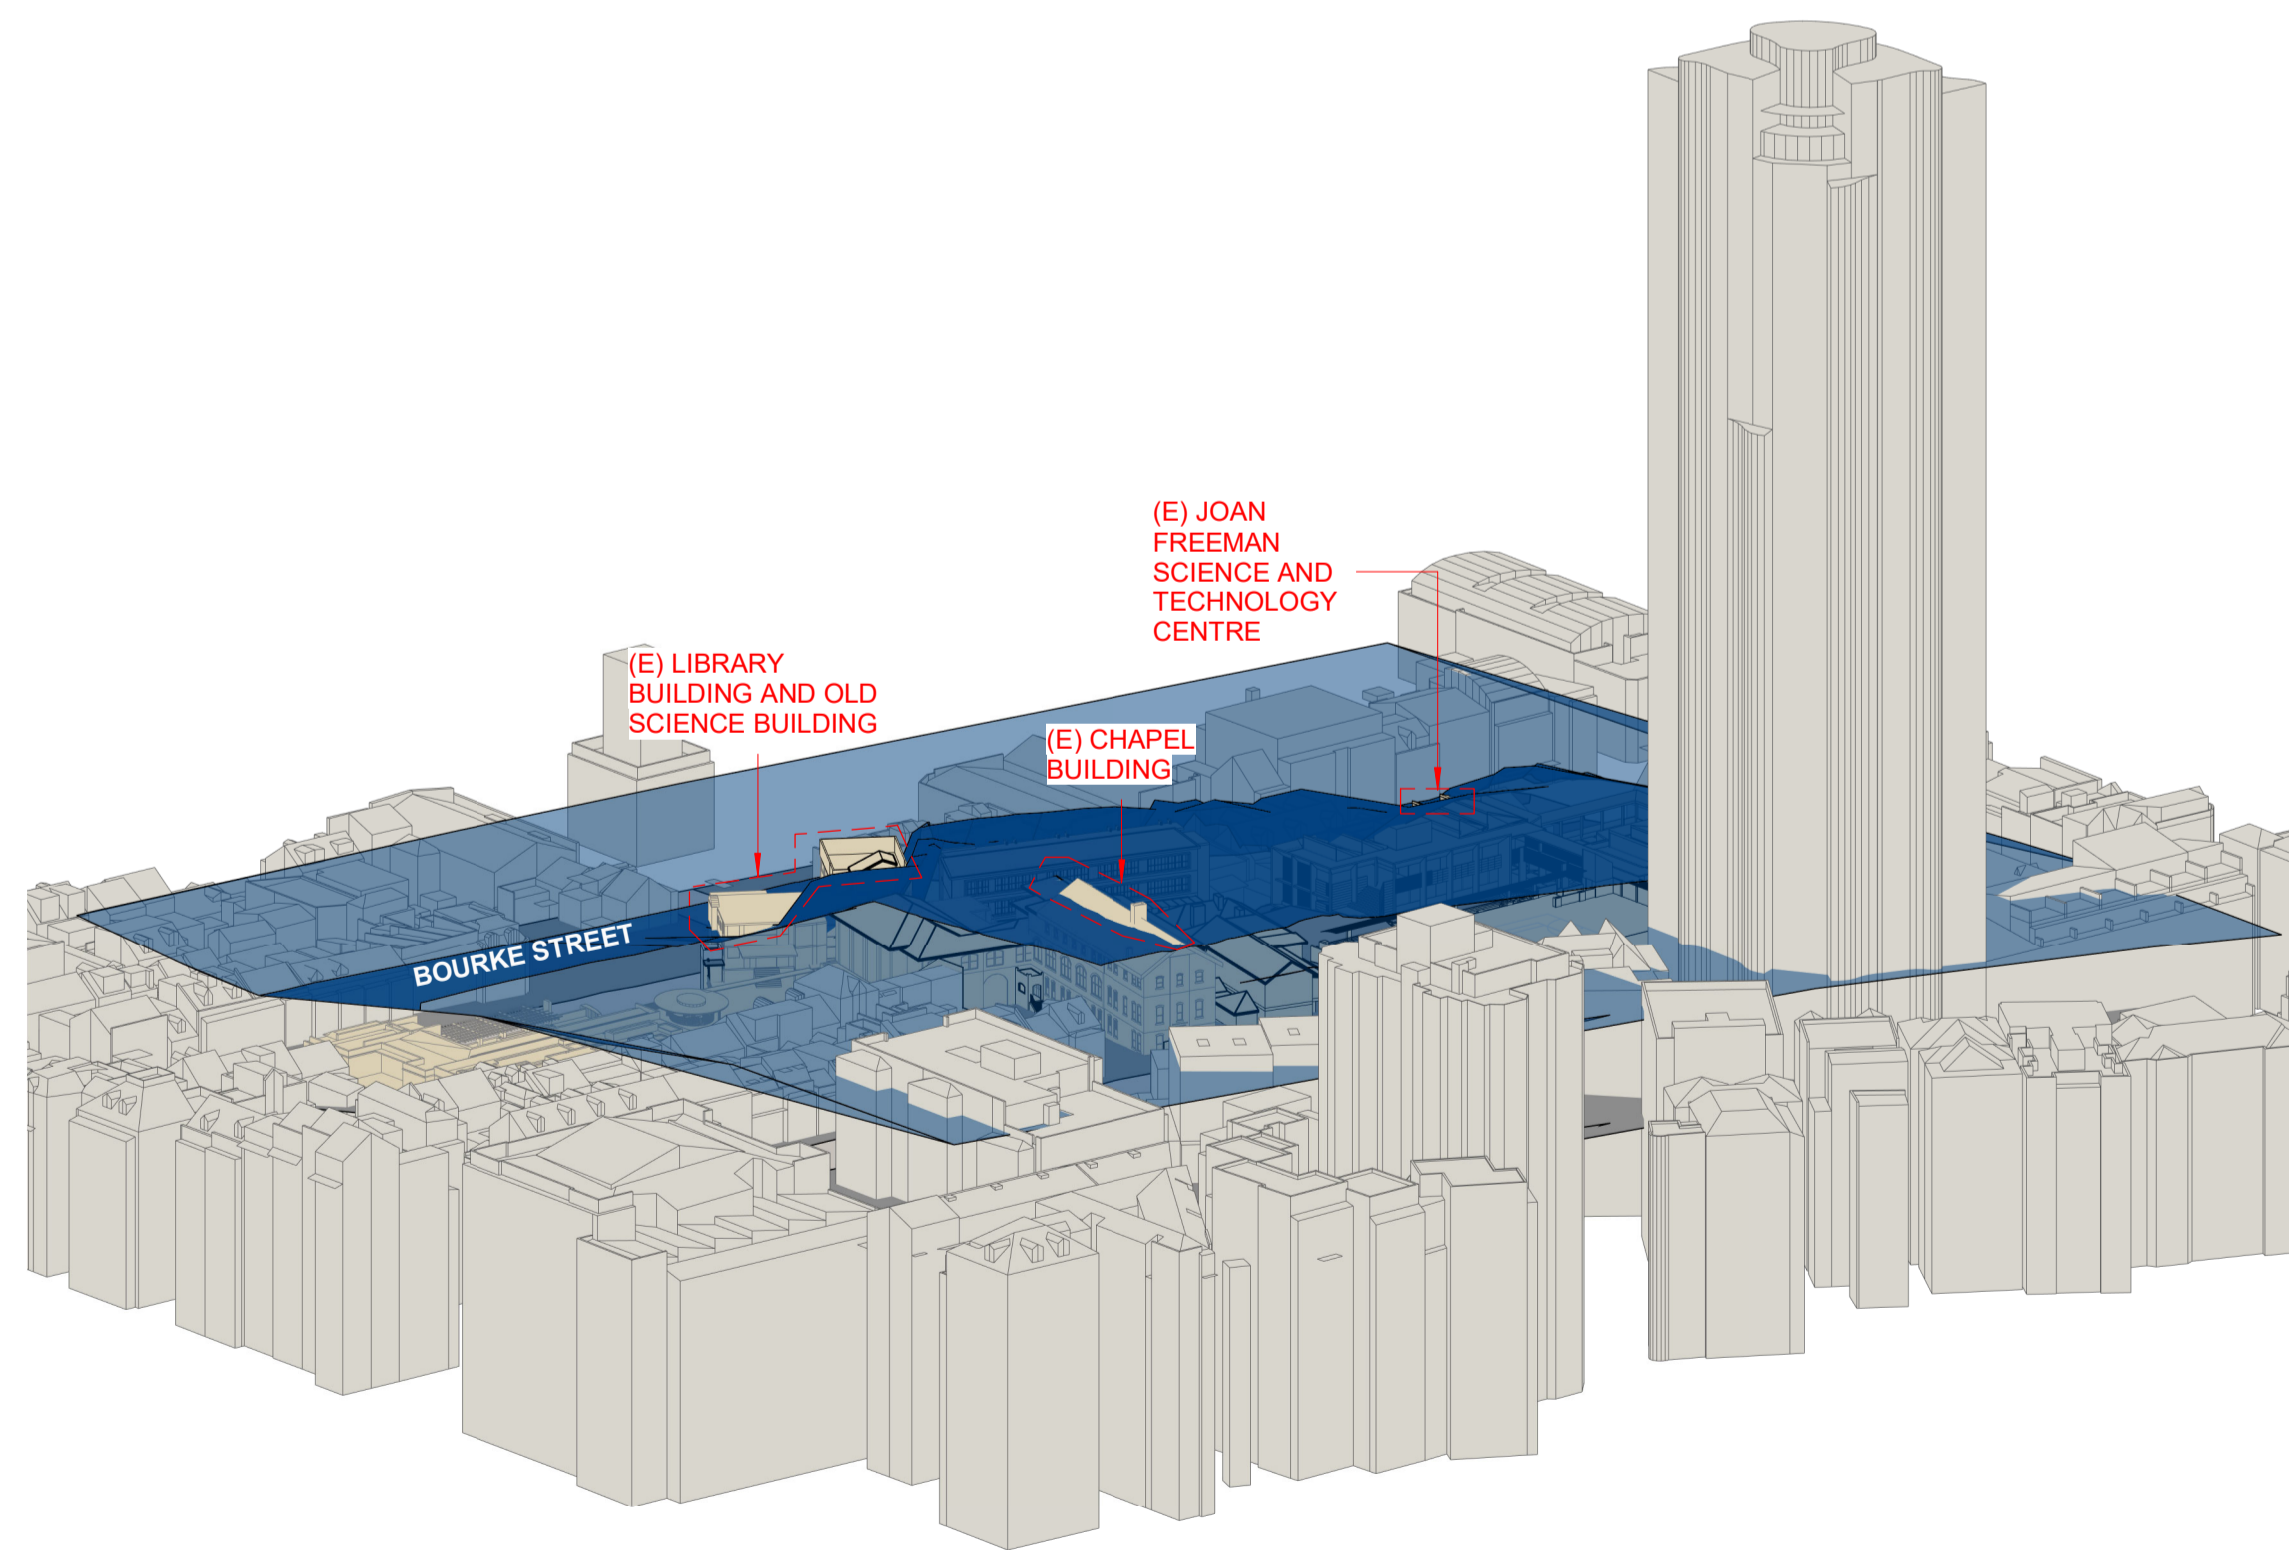 (E) JOAN
FREEMAN
SCIENCE AND
TECHNOLOGY
CENTRE
(E) LIBRARY
BUILDING AND OLD
SCIENCE BUILDING
(E) CHAPEL
BUILDING
BOURKE STREET